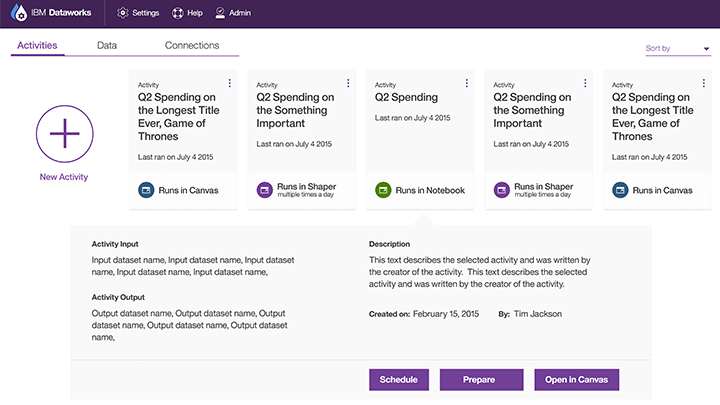 IBM Dataworks
Settings
Help
Admin
Activities
Data
Connections
Sort by
New Activity
Activity
Q2 Spending on
the Longest Title
Ever, Game of
Thrones
Last ran on July 4 2015
Runs in Canvas
Activity
Q2 Spending on
the Something
Important
Last ran on July 4 2015
Runs in Shaper
multiple times a day
Activity
Q2 Spending
Last ran on July 4 2015
Runs in Notebook
Activity
Q2 Spending on
the Something
Important
Last ran on July 4 2015
Runs in Shaper
multiple times a day
Activity
Q2 Spending on
the Longest Title
Ever, Game of
Thrones
Last ran on July 4 2015
Runs in Canvas
Activity Input
Input dataset name, Input dataset name, Input dataset
name, Input dataset name, Input dataset name,
Activity Output
Output dataset name, Output dataset name, Output
dataset name, Output dataset name, Output dataset
name,
Description
This text describes the selected activity and was written by
the creator of the activity. This text describes the selected
activity and was written by the creator of the activity.
Created on: February 15, 2015 By: Tim Jackson
Schedule
Prepare
Open in Canvas